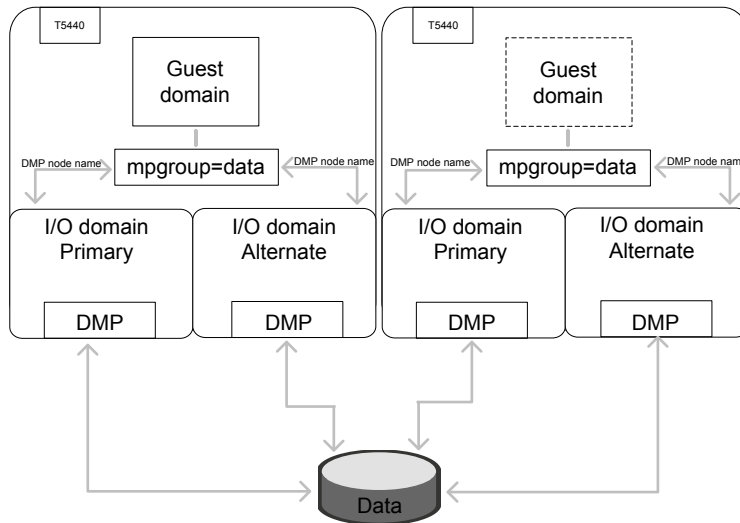 T5440
Guest
domain
DMP node name
mpgroup=data
DMP node name
I/O domain
Primary
DMP
I/O domain
Alternate
DMP
T5440
Guest
domain
DMP node name
mpgroup=data
DMP node name
I/O domain
Primary
DMP
I/O domain
Alternate
DMP
Data